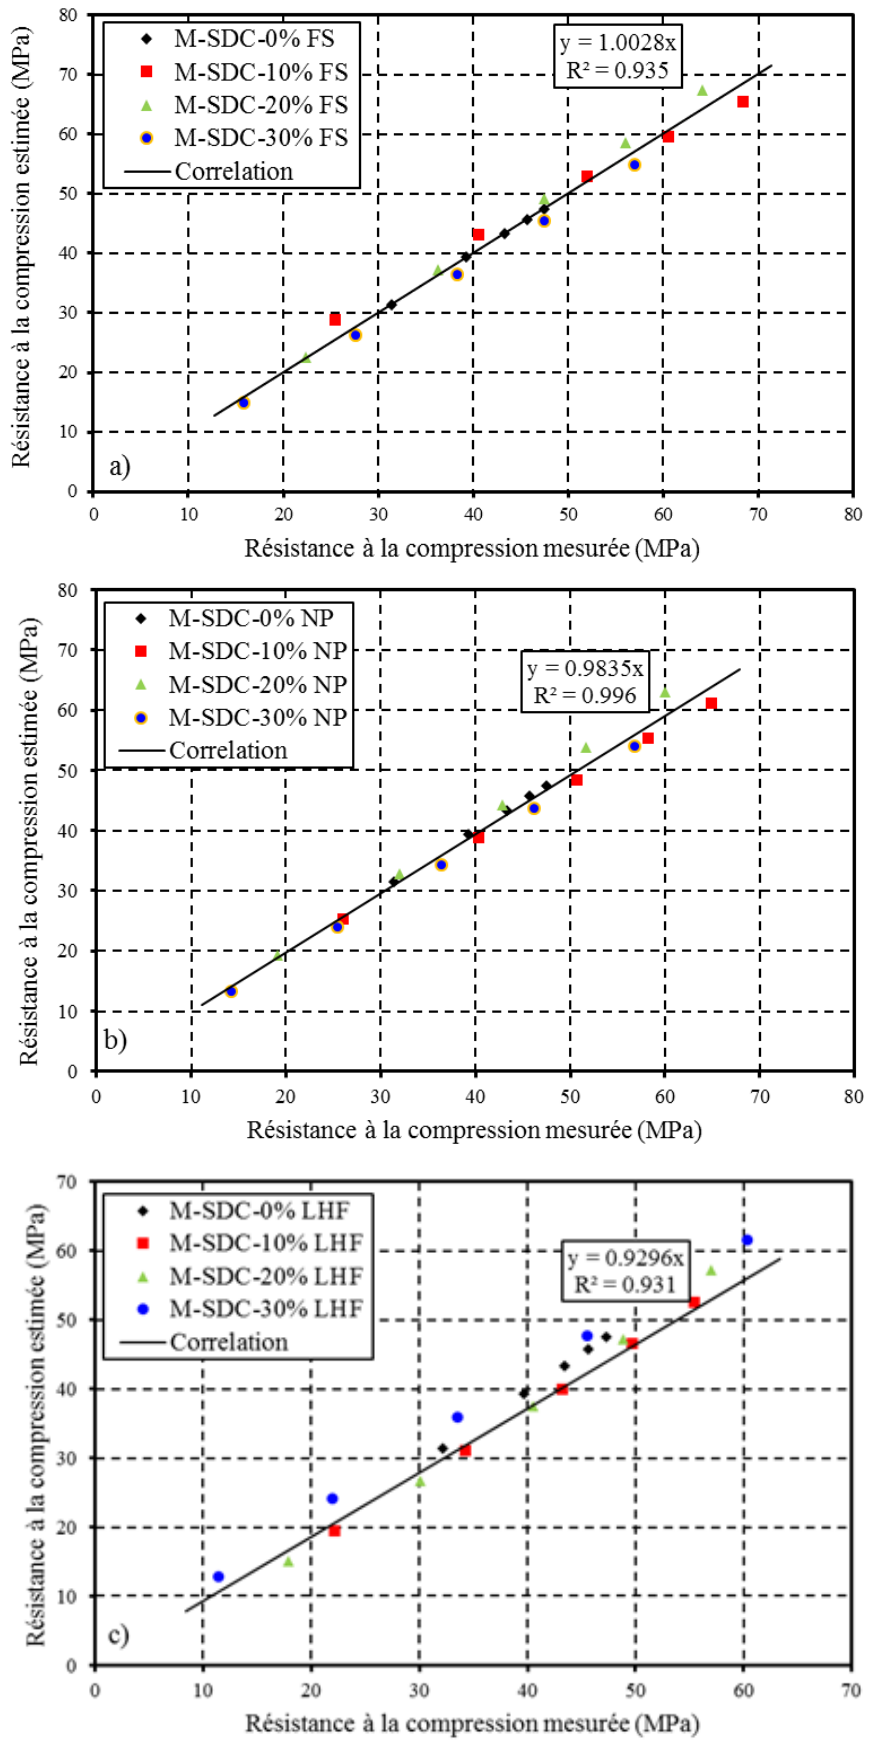 Résistance à la compression estimée (MPa)
80
70
60
50
40
30
20
10
0
M-SDC-0% FS
M-SDC-10% FS
M-SDC-20% FS
M-SDC-30% FS
Correlation
y = 1.0028x
R² = 0.935
a)
0 10 20 30 40 50 60 70 80
Résistance à la compression mesurée (MPa)
Résistance à la compression estimée (MPa)
80
70
60
50
40
30
20
10
0
M-SDC-0% NP
M-SDC-10% NP
M-SDC-20% NP
M-SDC-30% NP
Correlation
y = 0.9835x
R² = 0.996
b)
0 10 20 30 40 50 60 70 80
Résistance à la compression mesurée (MPa)
Résistance à la compression estimée (MPa)
70
60
50
40
30
20
10
0
M-SDC-0% LHF
M-SDC-10% LHF
M-SDC-20% LHF
M-SDC-30% LHF
Correlation
y = 0.9296x
R² = 0.931
c)
0 10 20 30 40 50 60 70
Résistance à la compression mesurée (MPa)